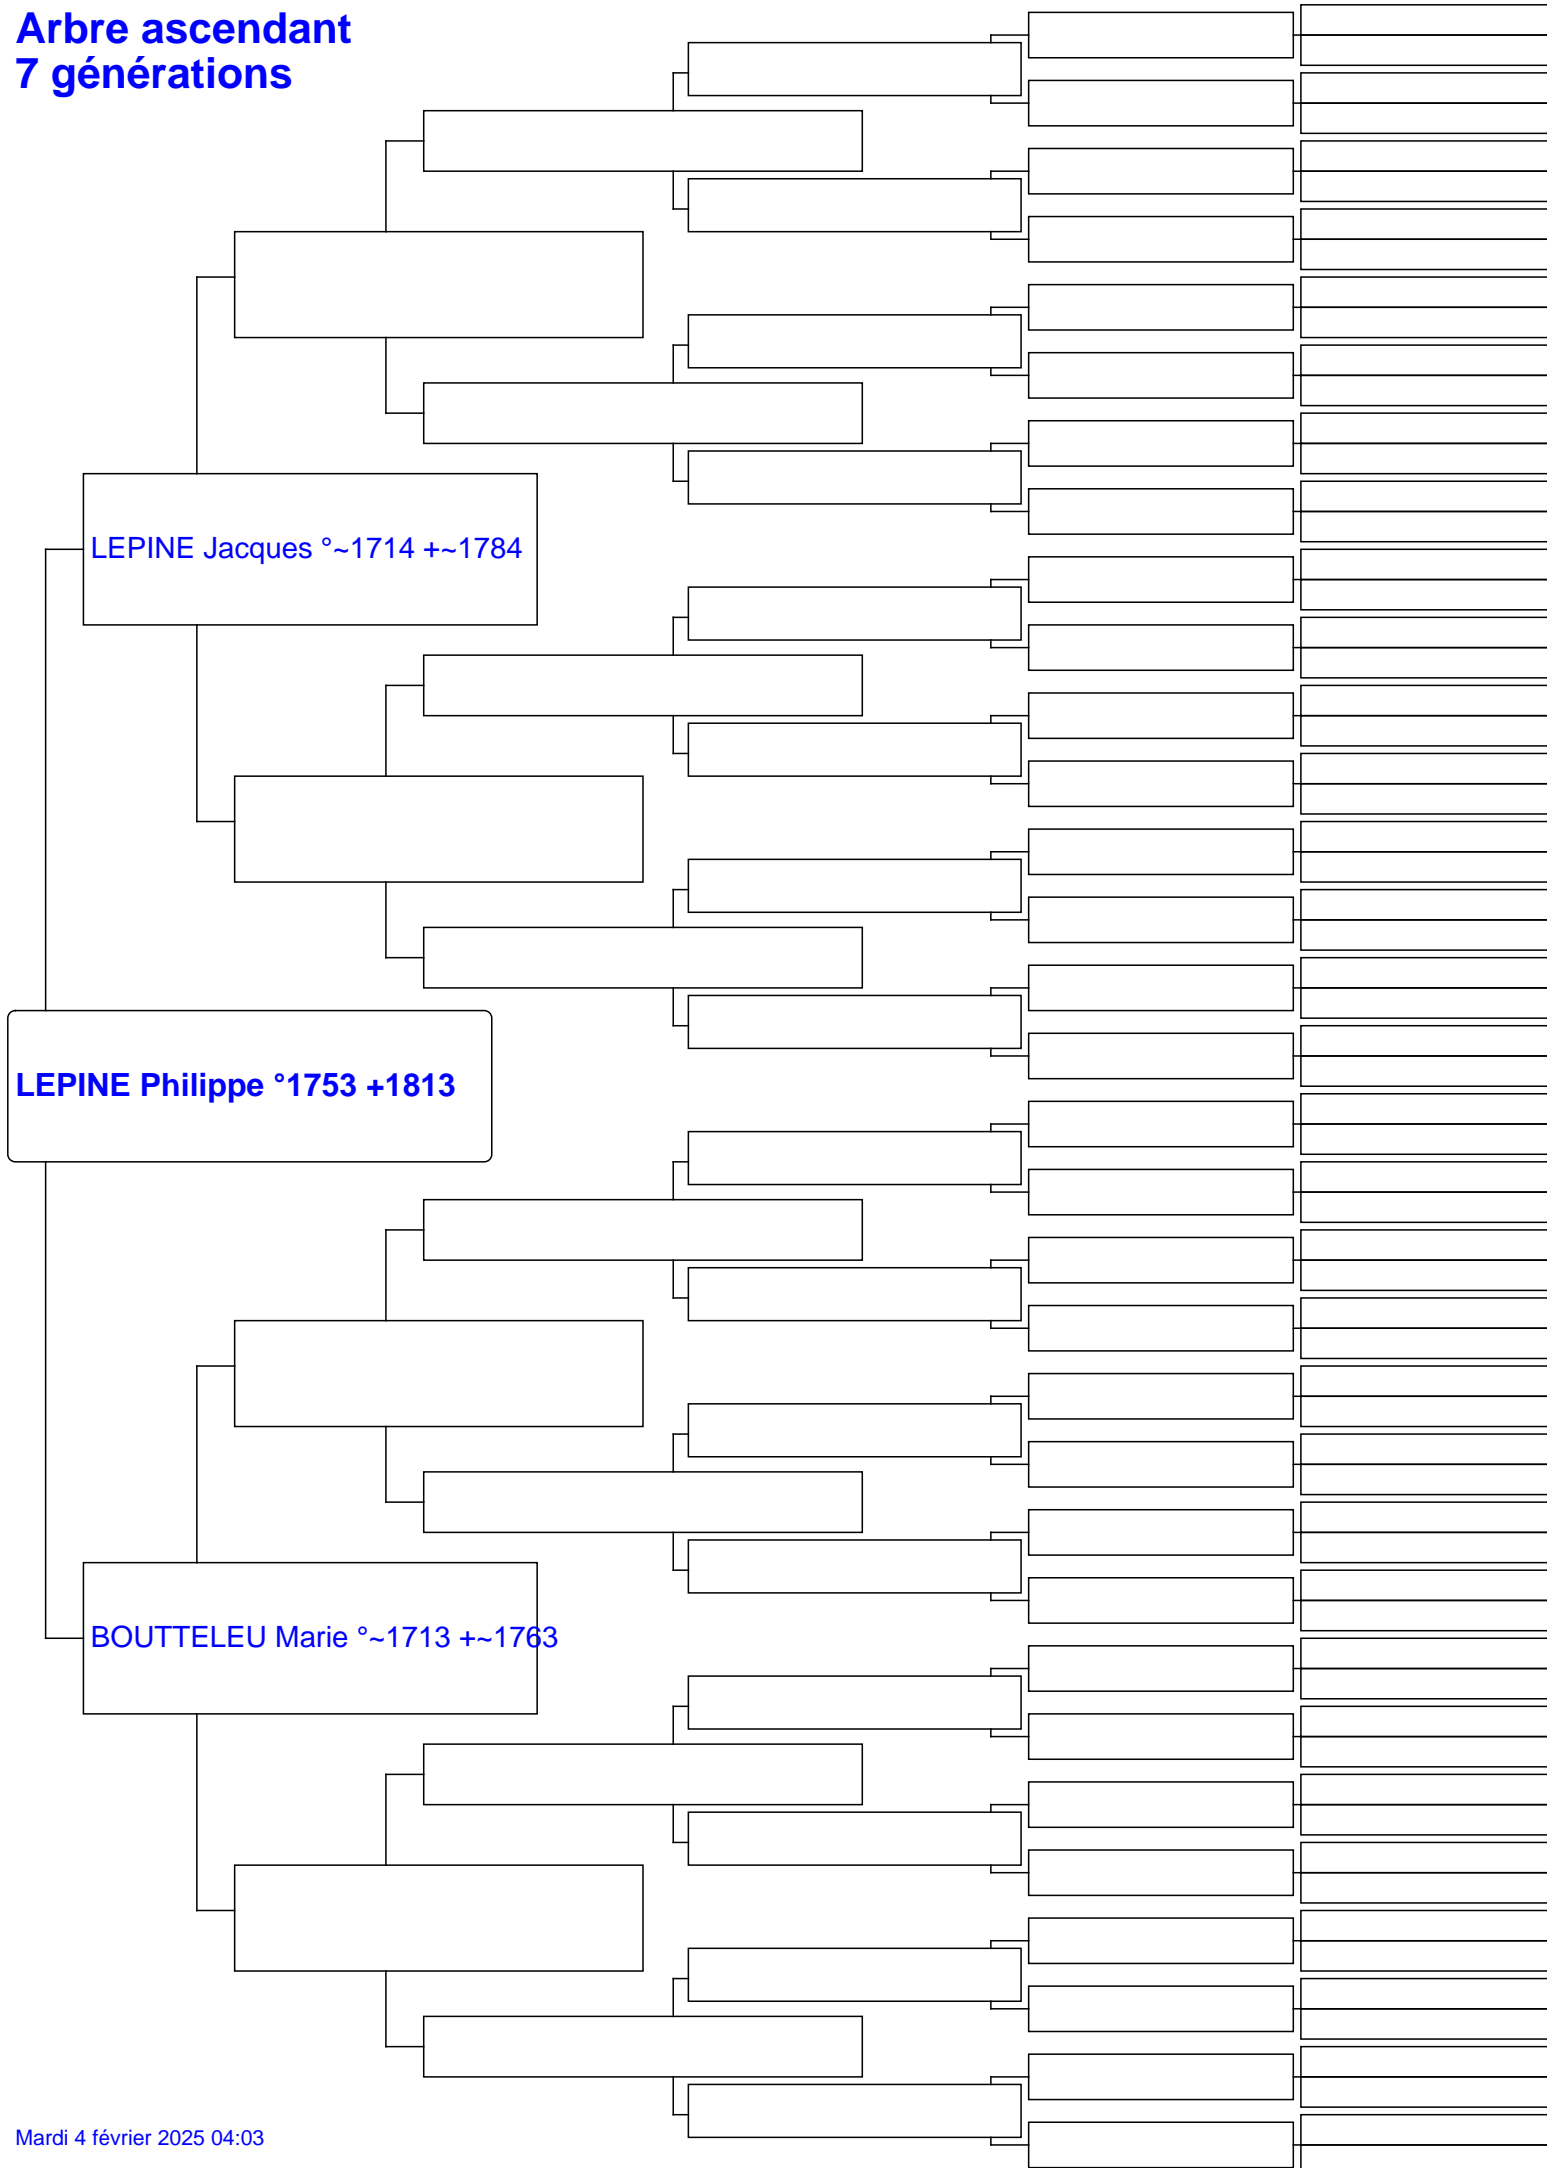 Arbre ascendant
7 générations
LEPINE Jacques °~1714 +~1784
LEPINE Philippe °1753 +1813
BOUTTELEU Marie °~1713 +~1763
Mardi 4 février 2025 04:03